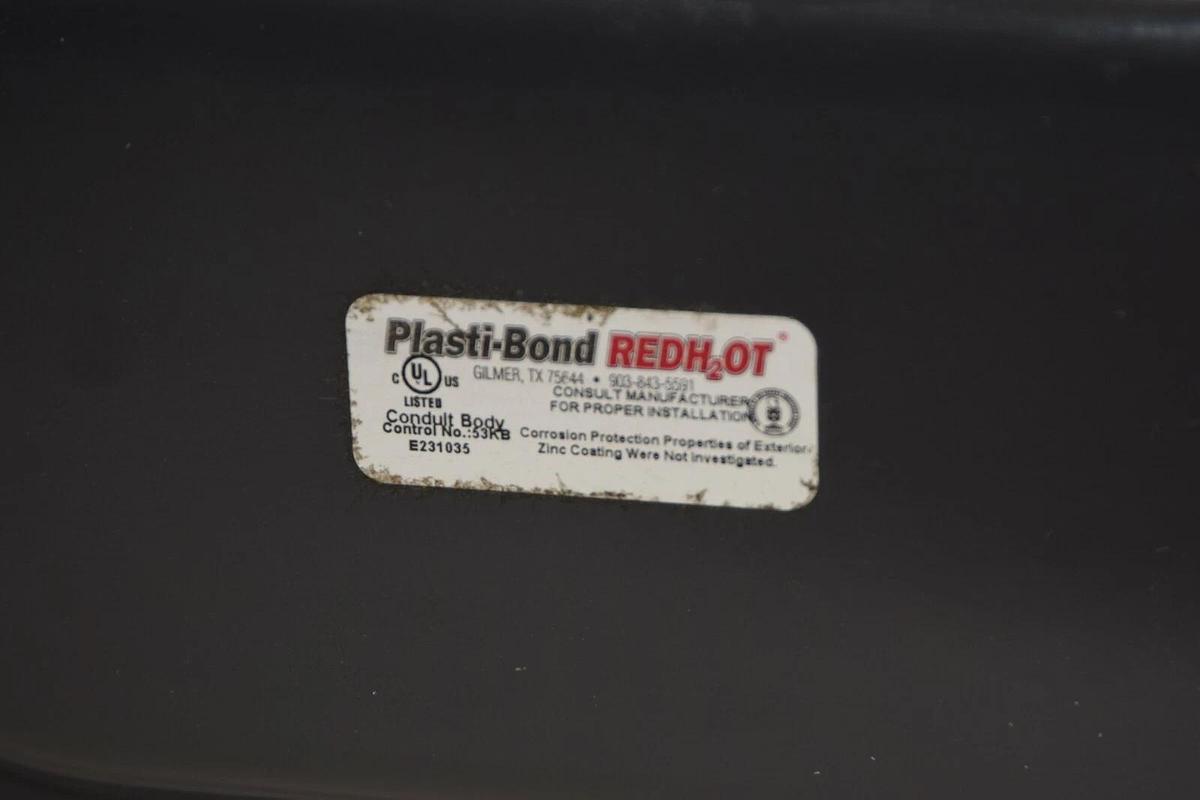 Plasti-Bond REDH₂OT
GILMER, TX 75644 • 903-843-5591
C UL US
LISTED
CONSULT MANUFACTURER
FOR PROPER INSTALLATION
Conduit Body
Control No.:53KB
E231035
Corrosion Protection Properties of Exterior
Zinc Coating Were Not Investigated.